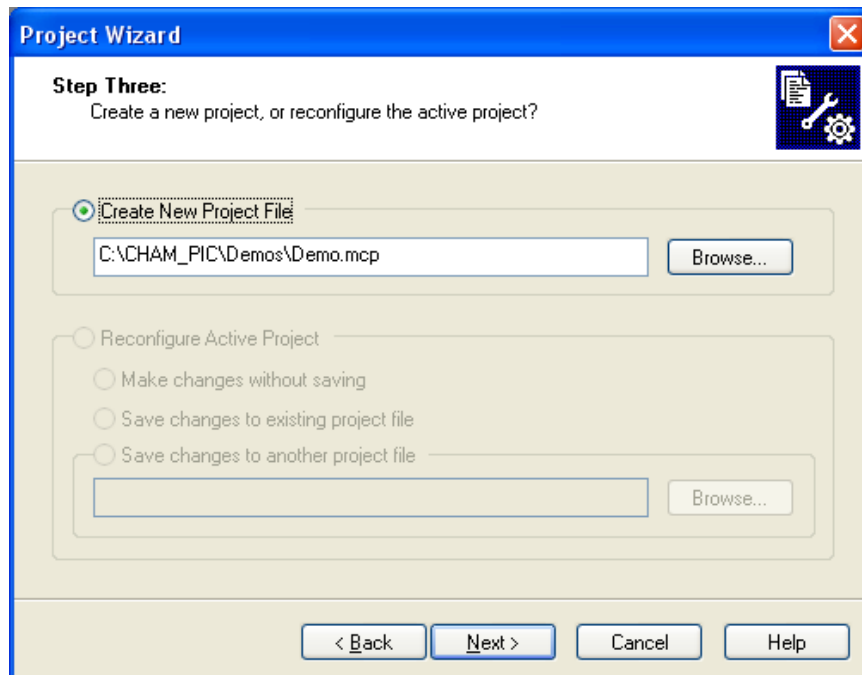 Project Wizard
Step Three:
Create a new project, or reconfigure the active project?
Create New Project File
C:\CHAM_PIC\Demos\Demo.mcp
Browse...
Reconfigure Active Project
Make changes without saving
Save changes to existing project file
Save changes to another project file
Browse...
< Back
Next >
Cancel
Help